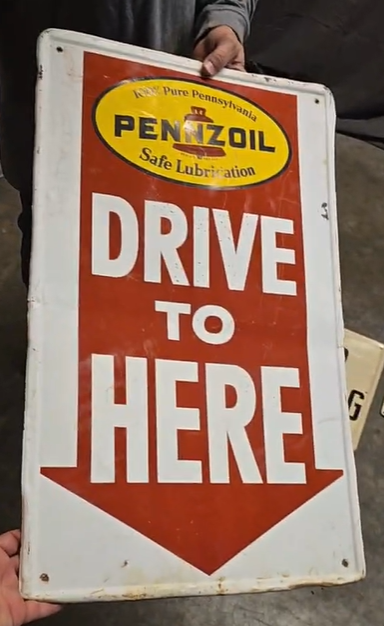 100% Pure Pennsylvania
PENNZOIL
Safe Lubrication
DRIVE
TO
HERE
G